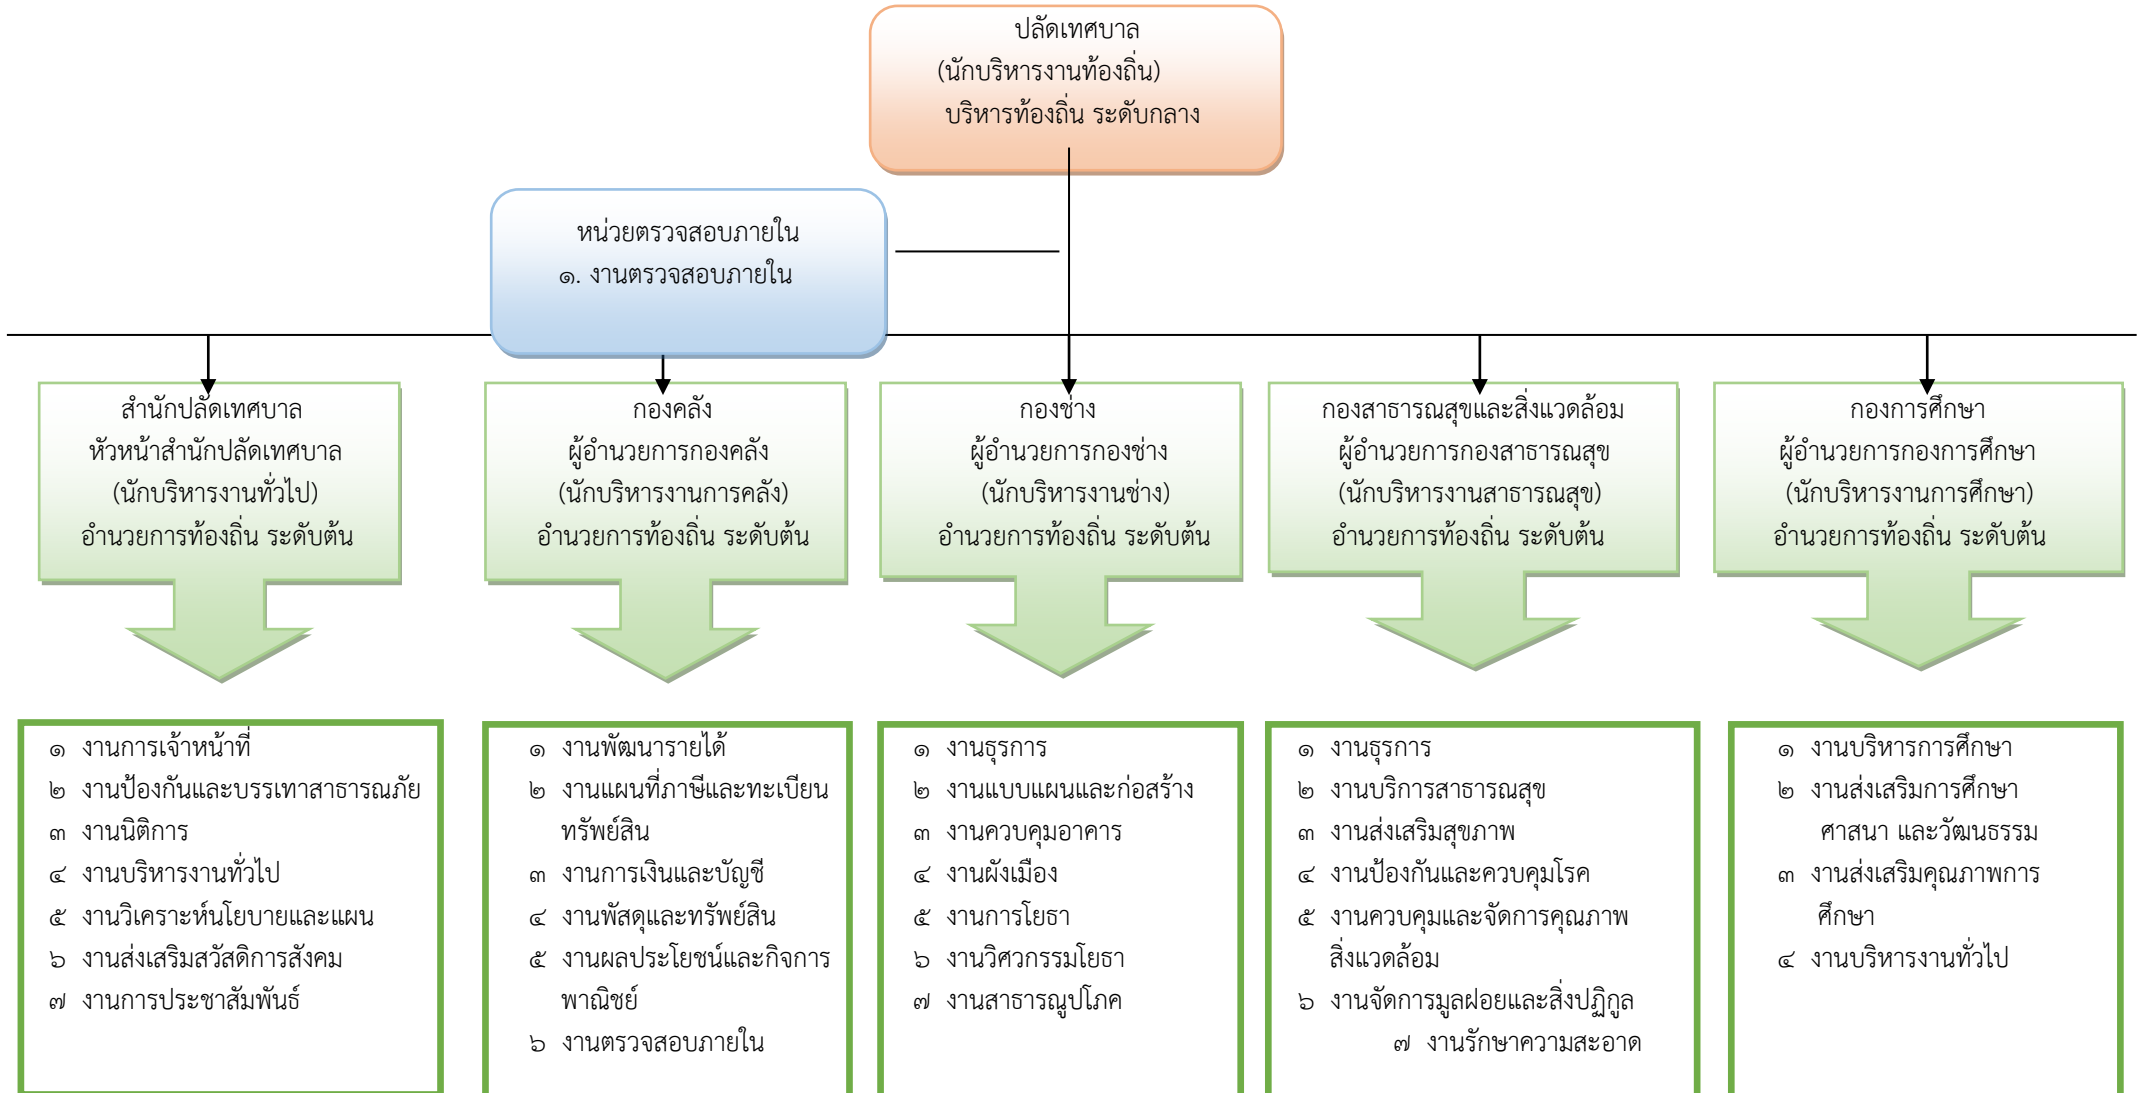 ปลัดเทศบาล
(นักบริหารงานท้องถิ่น)
บริหารท้องถิ่น ระดับกลาง
หน่วยตรวจสอบภายใน
๑. งานตรวจสอบภายใน
สำนักปลัดเทศบาล
หัวหน้าสำนักปลัดเทศบาล
(นักบริหารงานทั่วไป)
อำนวยการท้องถิ่น ระดับต้น
กองคลัง
ผู้อำนวยการกองคลัง
(นักบริหารงานการคลัง)
อำนวยการท้องถิ่น ระดับต้น
กองช่าง
ผู้อำนวยการกองช่าง
(นักบริหารงานช่าง)
อำนวยการท้องถิ่น ระดับต้น
กองสาธารณสุขและสิ่งแวดล้อม
ผู้อำนวยการกองสาธารณสุข
(นักบริหารงานสาธารณสุข)
อำนวยการท้องถิ่น ระดับต้น
กองการศึกษา
ผู้อำนวยการกองการศึกษา
(นักบริหารงานการศึกษา)
อำนวยการท้องถิ่น ระดับต้น
๑ งานการเจ้าหน้าที่
๒ งานป้องกันและบรรเทาสาธารณภัย
๓ งานนิติการ
๔ งานบริหารงานทั่วไป
๕ งานวิเคราะห์นโยบายและแผน
๖ งานส่งเสริมสวัสดิการสังคม
๗ งานการประชาสัมพันธ์
๑ งานพัฒนารายได้
๒ งานแผนที่ภาษีและทะเบียน
ทรัพย์สิน
๓ งานการเงินและบัญชี
๔ งานพัสดุและทรัพย์สิน
๕ งานผลประโยชน์และกิจการ
พาณิชย์
๖ งานตรวจสอบภายใน
๑ งานธุรการ
๒ งานแบบแผนและก่อสร้าง
๓ งานควบคุมอาคาร
๔ งานผังเมือง
๕ งานการโยธา
๖ งานวิศวกรรมโยธา
๗ งานสาธารณูปโภค
๑ งานธุรการ
๒ งานบริการสาธารณสุข
๓ งานส่งเสริมสุขภาพ
๔ งานป้องกันและควบคุมโรค
๕ งานควบคุมและจัดการคุณภาพ
สิ่งแวดล้อม
๖ งานจัดการมูลฝอยและสิ่งปฏิกูล
๗ งานรักษาความสะอาด
๑ งานบริหารการศึกษา
๒ งานส่งเสริมการศึกษา
ศาสนา และวัฒนธรรม
๓ งานส่งเสริมคุณภาพการ
ศึกษา
๔ งานบริหารงานทั่วไป